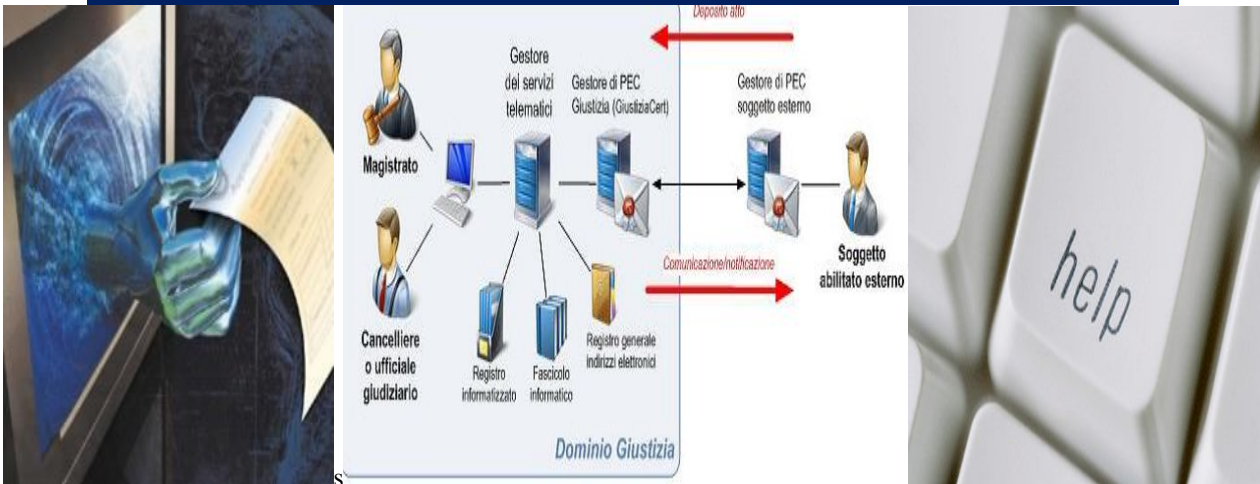 Deposito atto
Gestore
dei servizi
telematici
Gestore di PEC
Giustizia (GiustiziaCert)
Gestore di PEC
soggetto esterno
Magistrato
Soggetto
abilitato esterno
Comunicazione/notificazione
Cancelliere
o ufficiale
giudiziario
Registro
informatizzato
Fascicolo
informatico
Registro generale
indirizzi elettronici
Dominio Giustizia
s
help